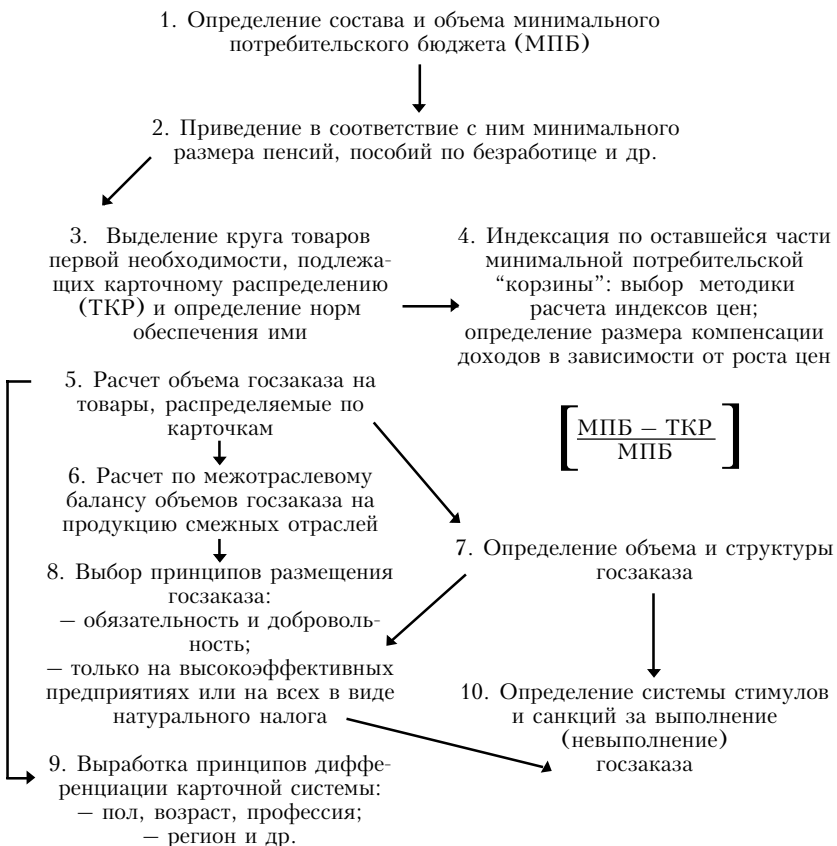 1. Определение состава и объема минимального
потребительского бюджета (МПБ)
2. Приведение в соответствие с ним минимального
размера пенсий, пособий по безработице и др.
3. Выделение круга товаров
первой необходимости, подлежа-
щих карточному распределению
(ТКР) и определение норм
обеспечения ими
4. Индексация по оставшейся части
минимальной потребительской
“корзины”: выбор методики
расчета индексов цен;
определение размера компенсации
доходов в зависимости от роста цен
МПБ – ТКР
МПБ
5. Расчет объема госзаказа на
товары, распределяемые по
карточкам
6. Расчет по межотраслевому
балансу объемов госзаказа на
продукцию смежных отраслей
7. Определение объема и структуры
госзаказа
8. Выбор принципов размещения
госзаказа:
– обязательность и доброволь-
ность;
– только на высокоэффективных
предприятиях или на всех в виде
натурального налога
10. Определение системы стимулов
и санкций за выполнение
(невыполнение)
госзаказа
9. Выработка принципов диффе-
ренциации карточной системы:
– пол, возраст, профессия;
– регион и др.